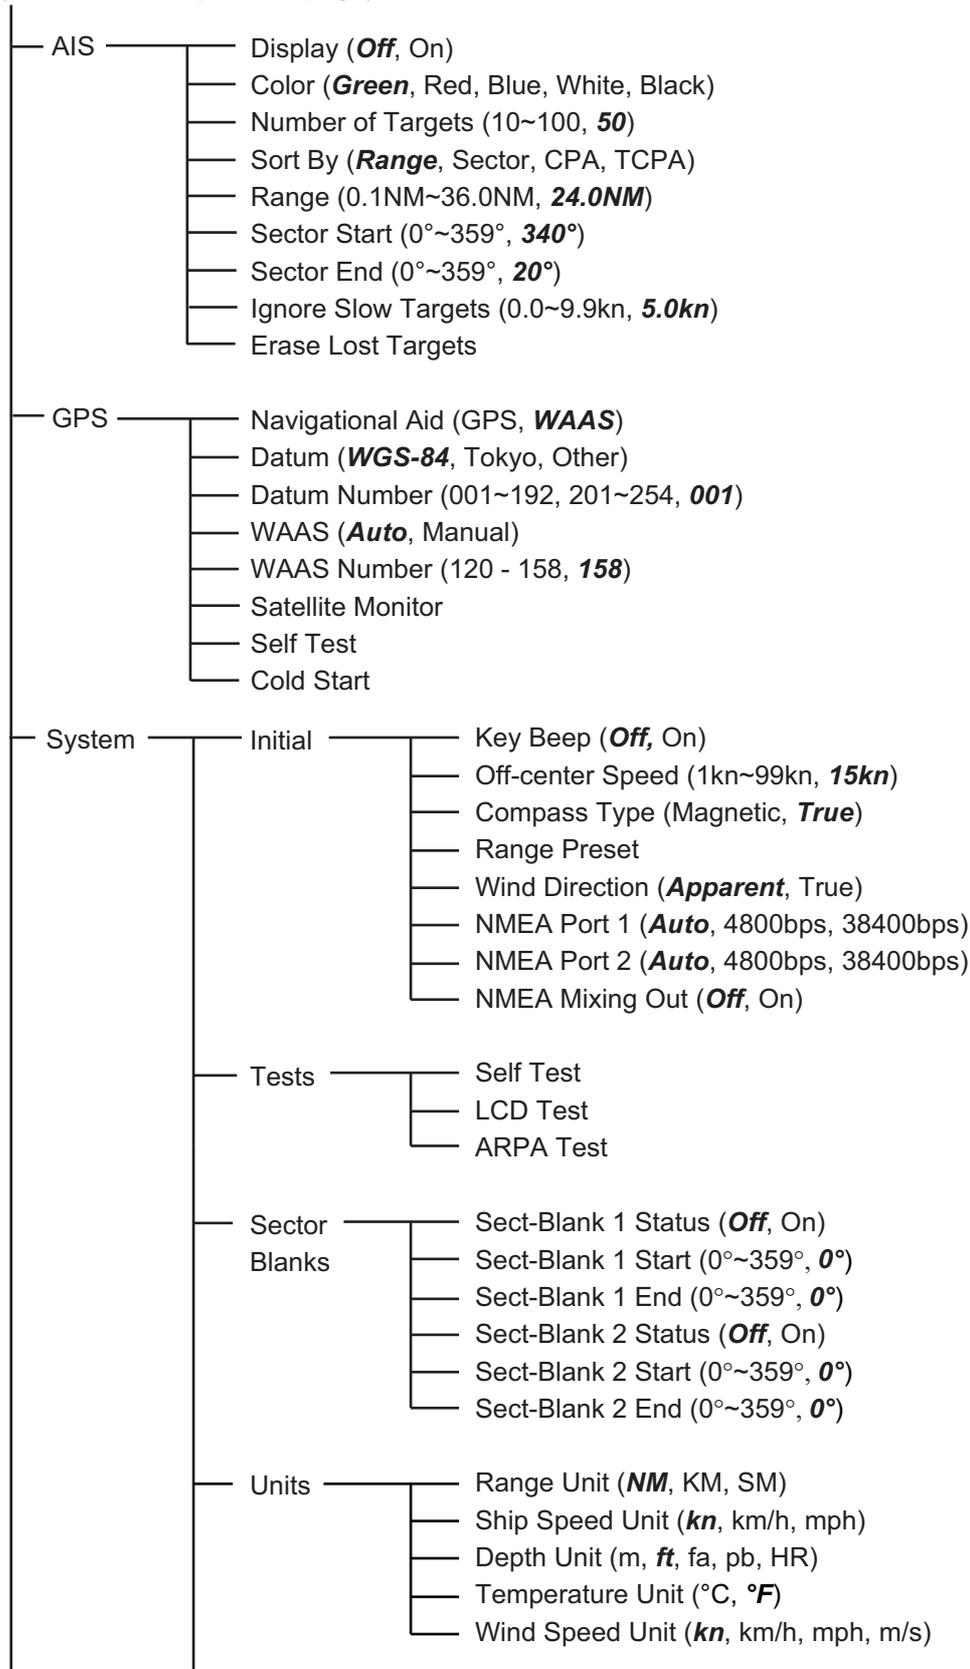 AIS
Display (Off, On)
Color (Green, Red, Blue, White, Black)
Number of Targets (10~100, 50)
Sort By (Range, Sector, CPA, TCPA)
Range (0.1NM~36.0NM, 24.0NM)
Sector Start (0°~359°, 340°)
Sector End (0°~359°, 20°)
Ignore Slow Targets (0.0~9.9kn, 5.0kn)
Erase Lost Targets
GPS
Navigational Aid (GPS, WAAS)
Datum (WGS-84, Tokyo, Other)
Datum Number (001~192, 201~254, 001)
WAAS (Auto, Manual)
WAAS Number (120 - 158, 158)
Satellite Monitor
Self Test
Cold Start
System
Initial
Key Beep (Off, On)
Off-center Speed (1kn~99kn, 15kn)
Compass Type (Magnetic, True)
Range Preset
Wind Direction (Apparent, True)
NMEA Port 1 (Auto, 4800bps, 38400bps)
NMEA Port 2 (Auto, 4800bps, 38400bps)
NMEA Mixing Out (Off, On)
Tests
Self Test
LCD Test
ARPA Test
Sector
Blanks
Sect-Blank 1 Status (Off, On)
Sect-Blank 1 Start (0°~359°, 0°)
Sect-Blank 1 End (0°~359°, 0°)
Sect-Blank 2 Status (Off, On)
Sect-Blank 2 Start (0°~359°, 0°)
Sect-Blank 2 End (0°~359°, 0°)
Units
Range Unit (NM, KM, SM)
Ship Speed Unit (kn, km/h, mph)
Depth Unit (m, ft, fa, pb, HR)
Temperature Unit (°C, °F)
Wind Speed Unit (kn, km/h, mph, m/s)